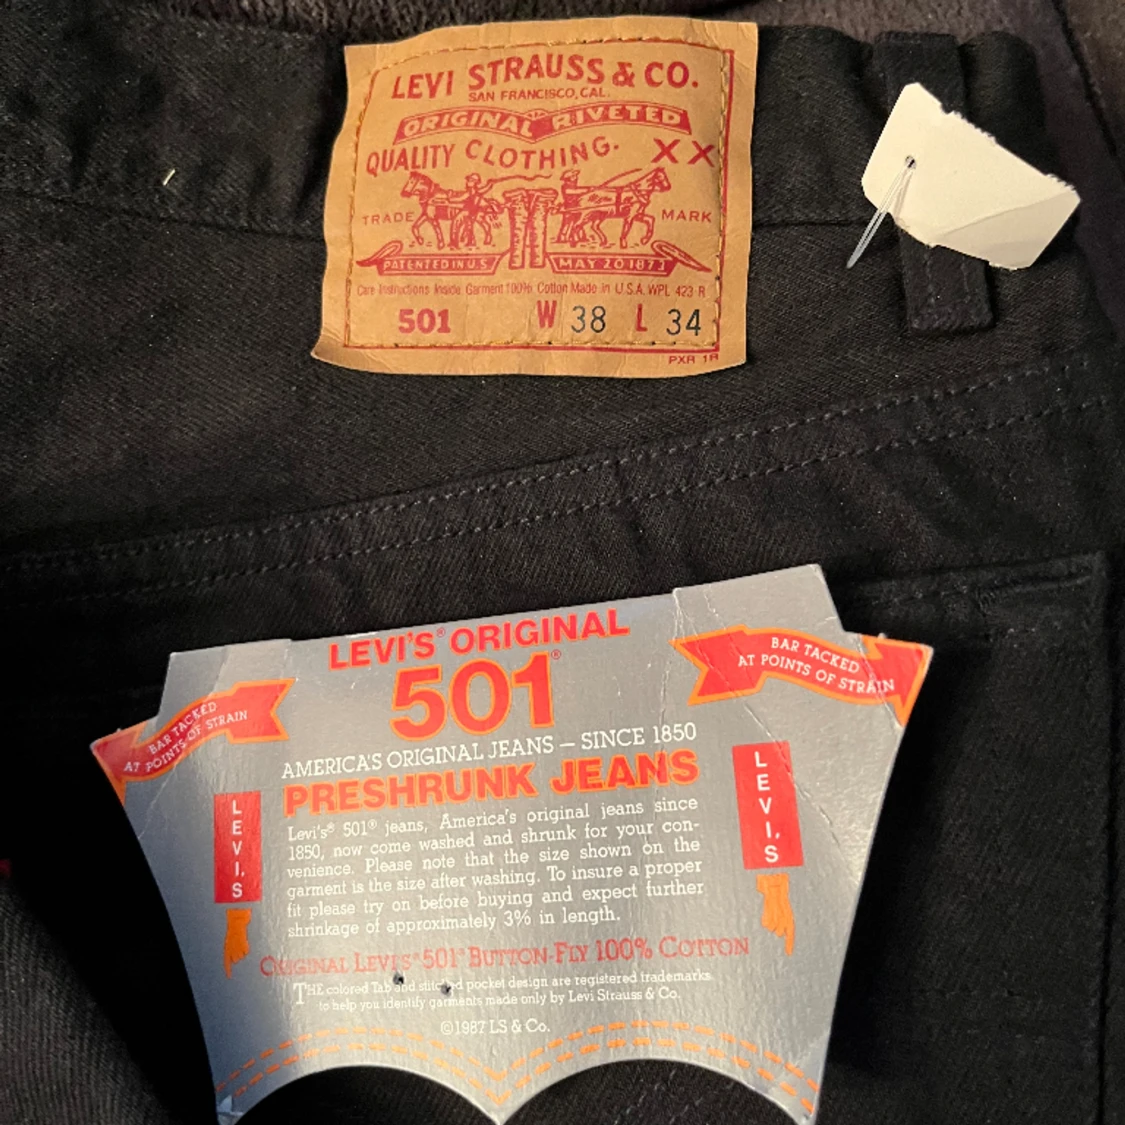 LEVI STRAUSS & CO.
SAN FRANCISCO, CAL.
ORIGINAL RIVETED
QUALITY CLOTHING. XX
TRADE MARK
PATENTED IN U.S. MAY 20 1873
Care Instructions Inside Garment 100% Cotton Made in U.S.A. WPL 423 R
501 W 38 L 34
PXR 1R
LEVI'S® ORIGINAL
501®
BAR TACKED
AT POINTS OF STRAIN
BAR TACKED
AT POINTS OF STRAIN
AMERICA'S ORIGINAL JEANS — SINCE 1850
PRESHRUNK JEANS
LEVI'S
LEVI'S
Levi's® 501® jeans, America's original jeans since
1850, now come washed and shrunk for your con-
venience. Please note that the size shown on the
garment is the size after washing. To insure a proper
fit please try on before buying and expect further
shrinkage of approximately 3% in length.
ORIGINAL LEVI'S® 501® BUTTON-FLY 100% COTTON
THE colored Tab and stitched pocket design are registered trademarks
to help you identify garments made only by Levi Strauss & Co.
©1987 LS & Co.